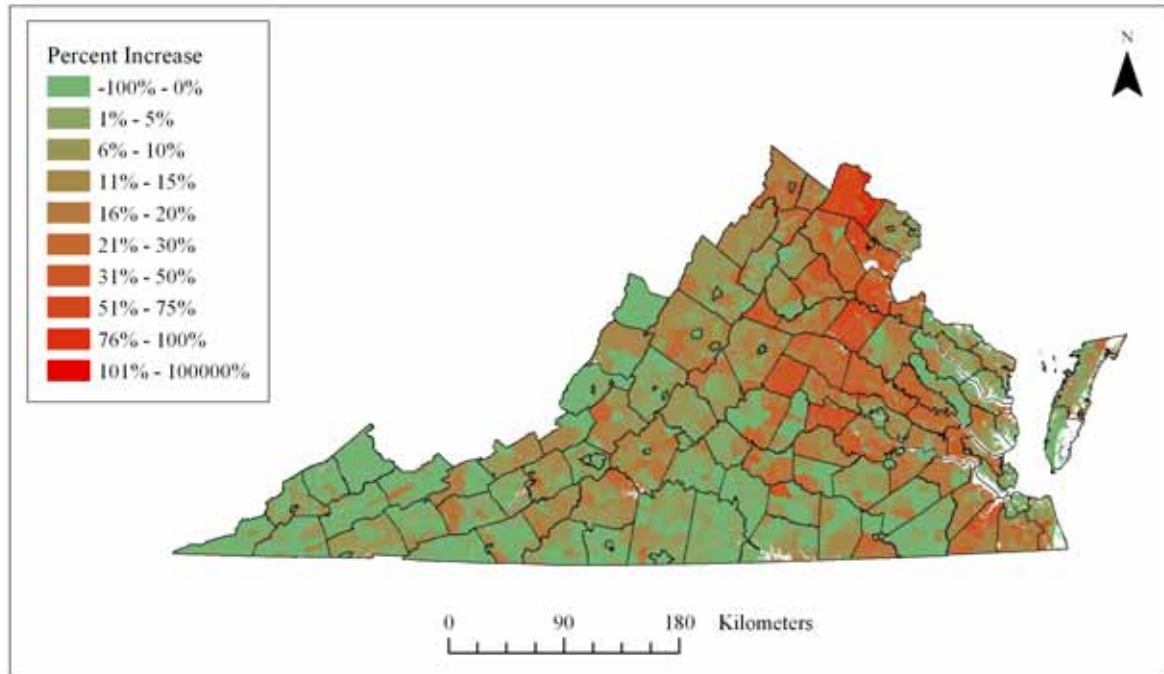 Percent Increase
-100% - 0%
1% - 5%
6% - 10%
11% - 15%
16% - 20%
21% - 30%
31% - 50%
51% - 75%
76% - 100%
101% - 100000%
N
0 90 180 Kilometers